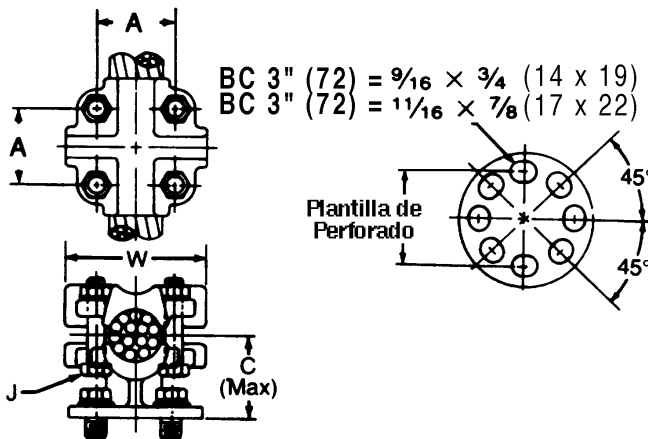 A
BC 3" (72) = 9/16 × 3/4 (14 x 19)
BC 3" (72) = 11/16 × 7/8 (17 x 22)
A
45°
Plantilla de
Perforado
45°
W
C
(Max)
J